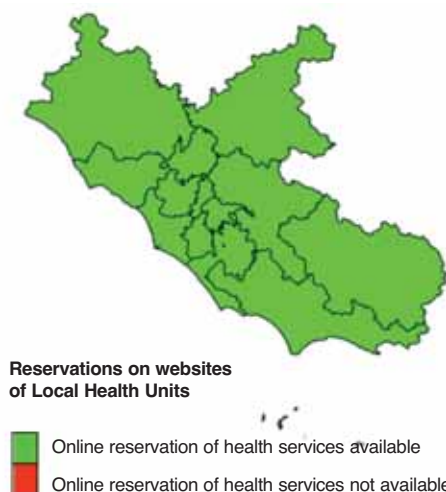 Reservations on websites
of Local Health Units
Online reservation of health services available
Online reservation of health services not available